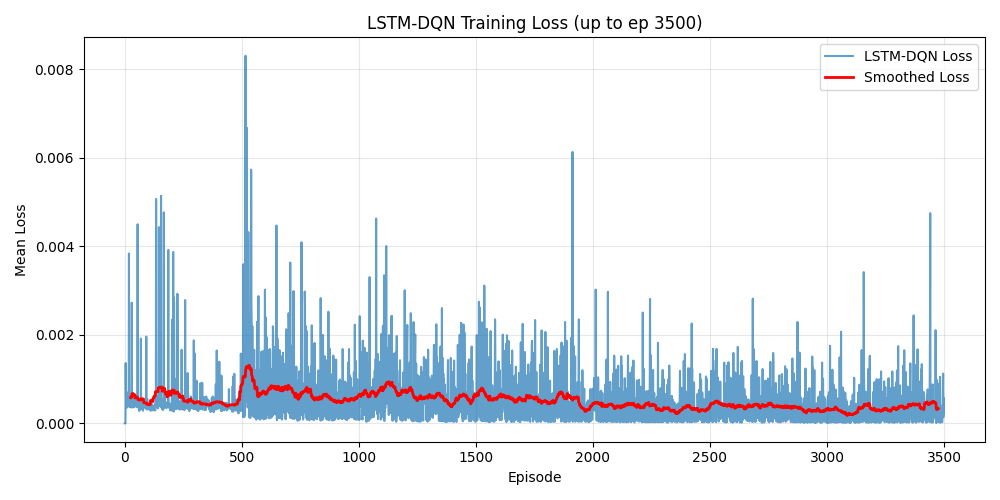 LSTM-DQN Training Loss (up to ep 3500)
LSTM-DQN Loss
Smoothed Loss
Mean Loss
0.008
0.006
0.004
0.002
0.000
0 500 1000 1500 2000 2500 3000 3500
Episode